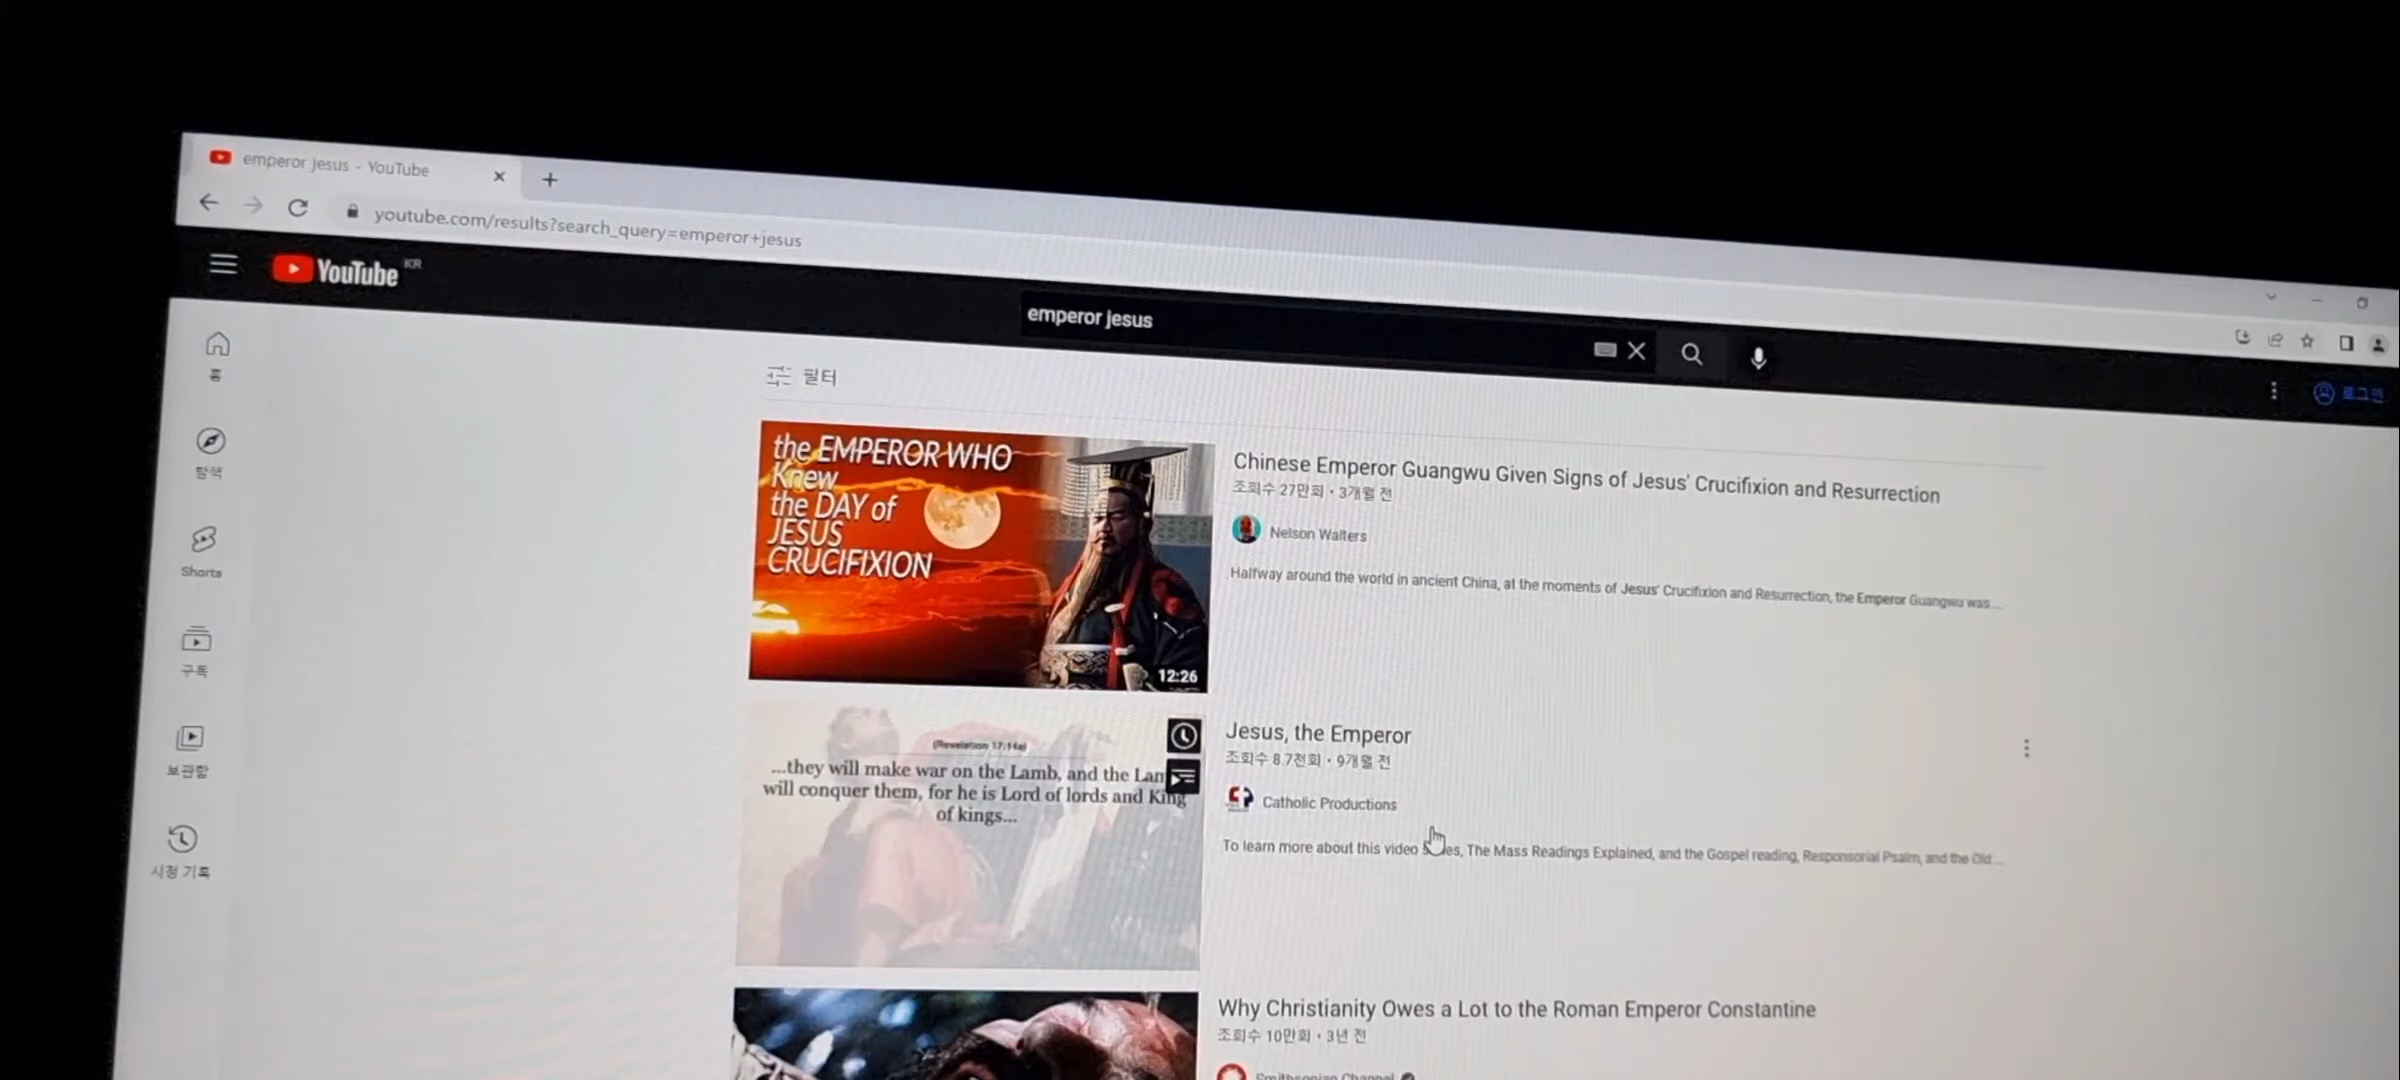 emperor jesus - YouTube
youtube.com/results?search_query=emperor+jesus
YouTube KR
emperor jesus
로그인
홈
탐색
Shorts
구독
보관함
시청 기록
필터
the EMPEROR WHO
Knew
the DAY of
JESUS
CRUCIFIXION
12:26
Chinese Emperor Guangwu Given Signs of Jesus' Crucifixion and Resurrection
조회수 27만회 • 3개월 전
Nelson Walters
Halfway around the world in ancient China, at the moments of Jesus' Crucifixion and Resurrection, the Emperor Guangwu was ...
(Revelation 17:14a)
...they will make war on the Lamb, and the
will conquer them, for he is Lord of lords and King
of kings...
Jesus, the Emperor
조회수 8.7천회 • 9개월 전
Catholic Productions
To learn more about this video The Mass Readings Explained, and the Gospel reading, Responsorial Psalm, and the Old ...
Why Christianity Owes a Lot to the Roman Emperor Constantine
조회수 10만회 • 3년 전
Smithsonian Channel